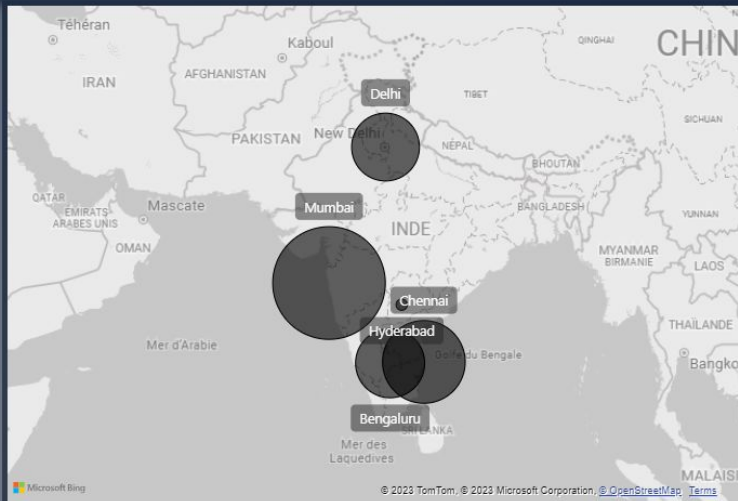 Téhéran
Kaboul
QINGHAI
CHIN
IRAN
AFGHANISTAN
TIBET
Delhi
SICHUAN
PAKISTAN
New Delhi
NÉPAL
BHOUTAN
QATAR
ÉMIRATS-
ARABES UNIS
Mascate
Mumbai
BANGLADESH
YUNNAN
INDE
OMAN
MYANMAR
BIRMANIE
LAOS
Chennai
THAÏLANDE
Hyderabad
Mer d'Arabie
Golfe du Bengale
Bangko
Bengaluru
SRI LANKA
Mer des
Laquedives
MALAIS
Microsoft Bing
© 2023 TomTom, © 2023 Microsoft Corporation, © OpenStreetMap Terms